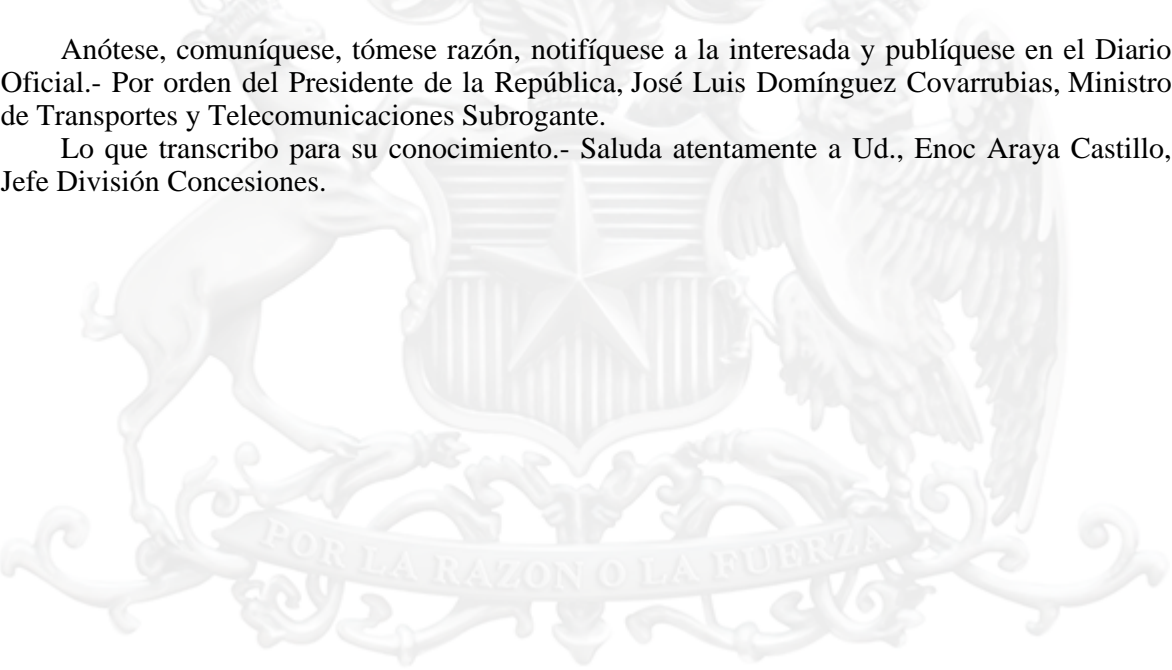 Anótese, comuníquese, tómese razón, notifíquese a la interesada y publíquese en el Diario
Oficial.- Por orden del Presidente de la República, José Luis Domínguez Covarrubias, Ministro
de Transportes y Telecomunicaciones Subrogante.
Lo que transcribo para su conocimiento.- Saluda atentamente a Ud., Enoc Araya Castillo,
Jefe División Concesiones.
POR LA RAZON O LA FUERZA